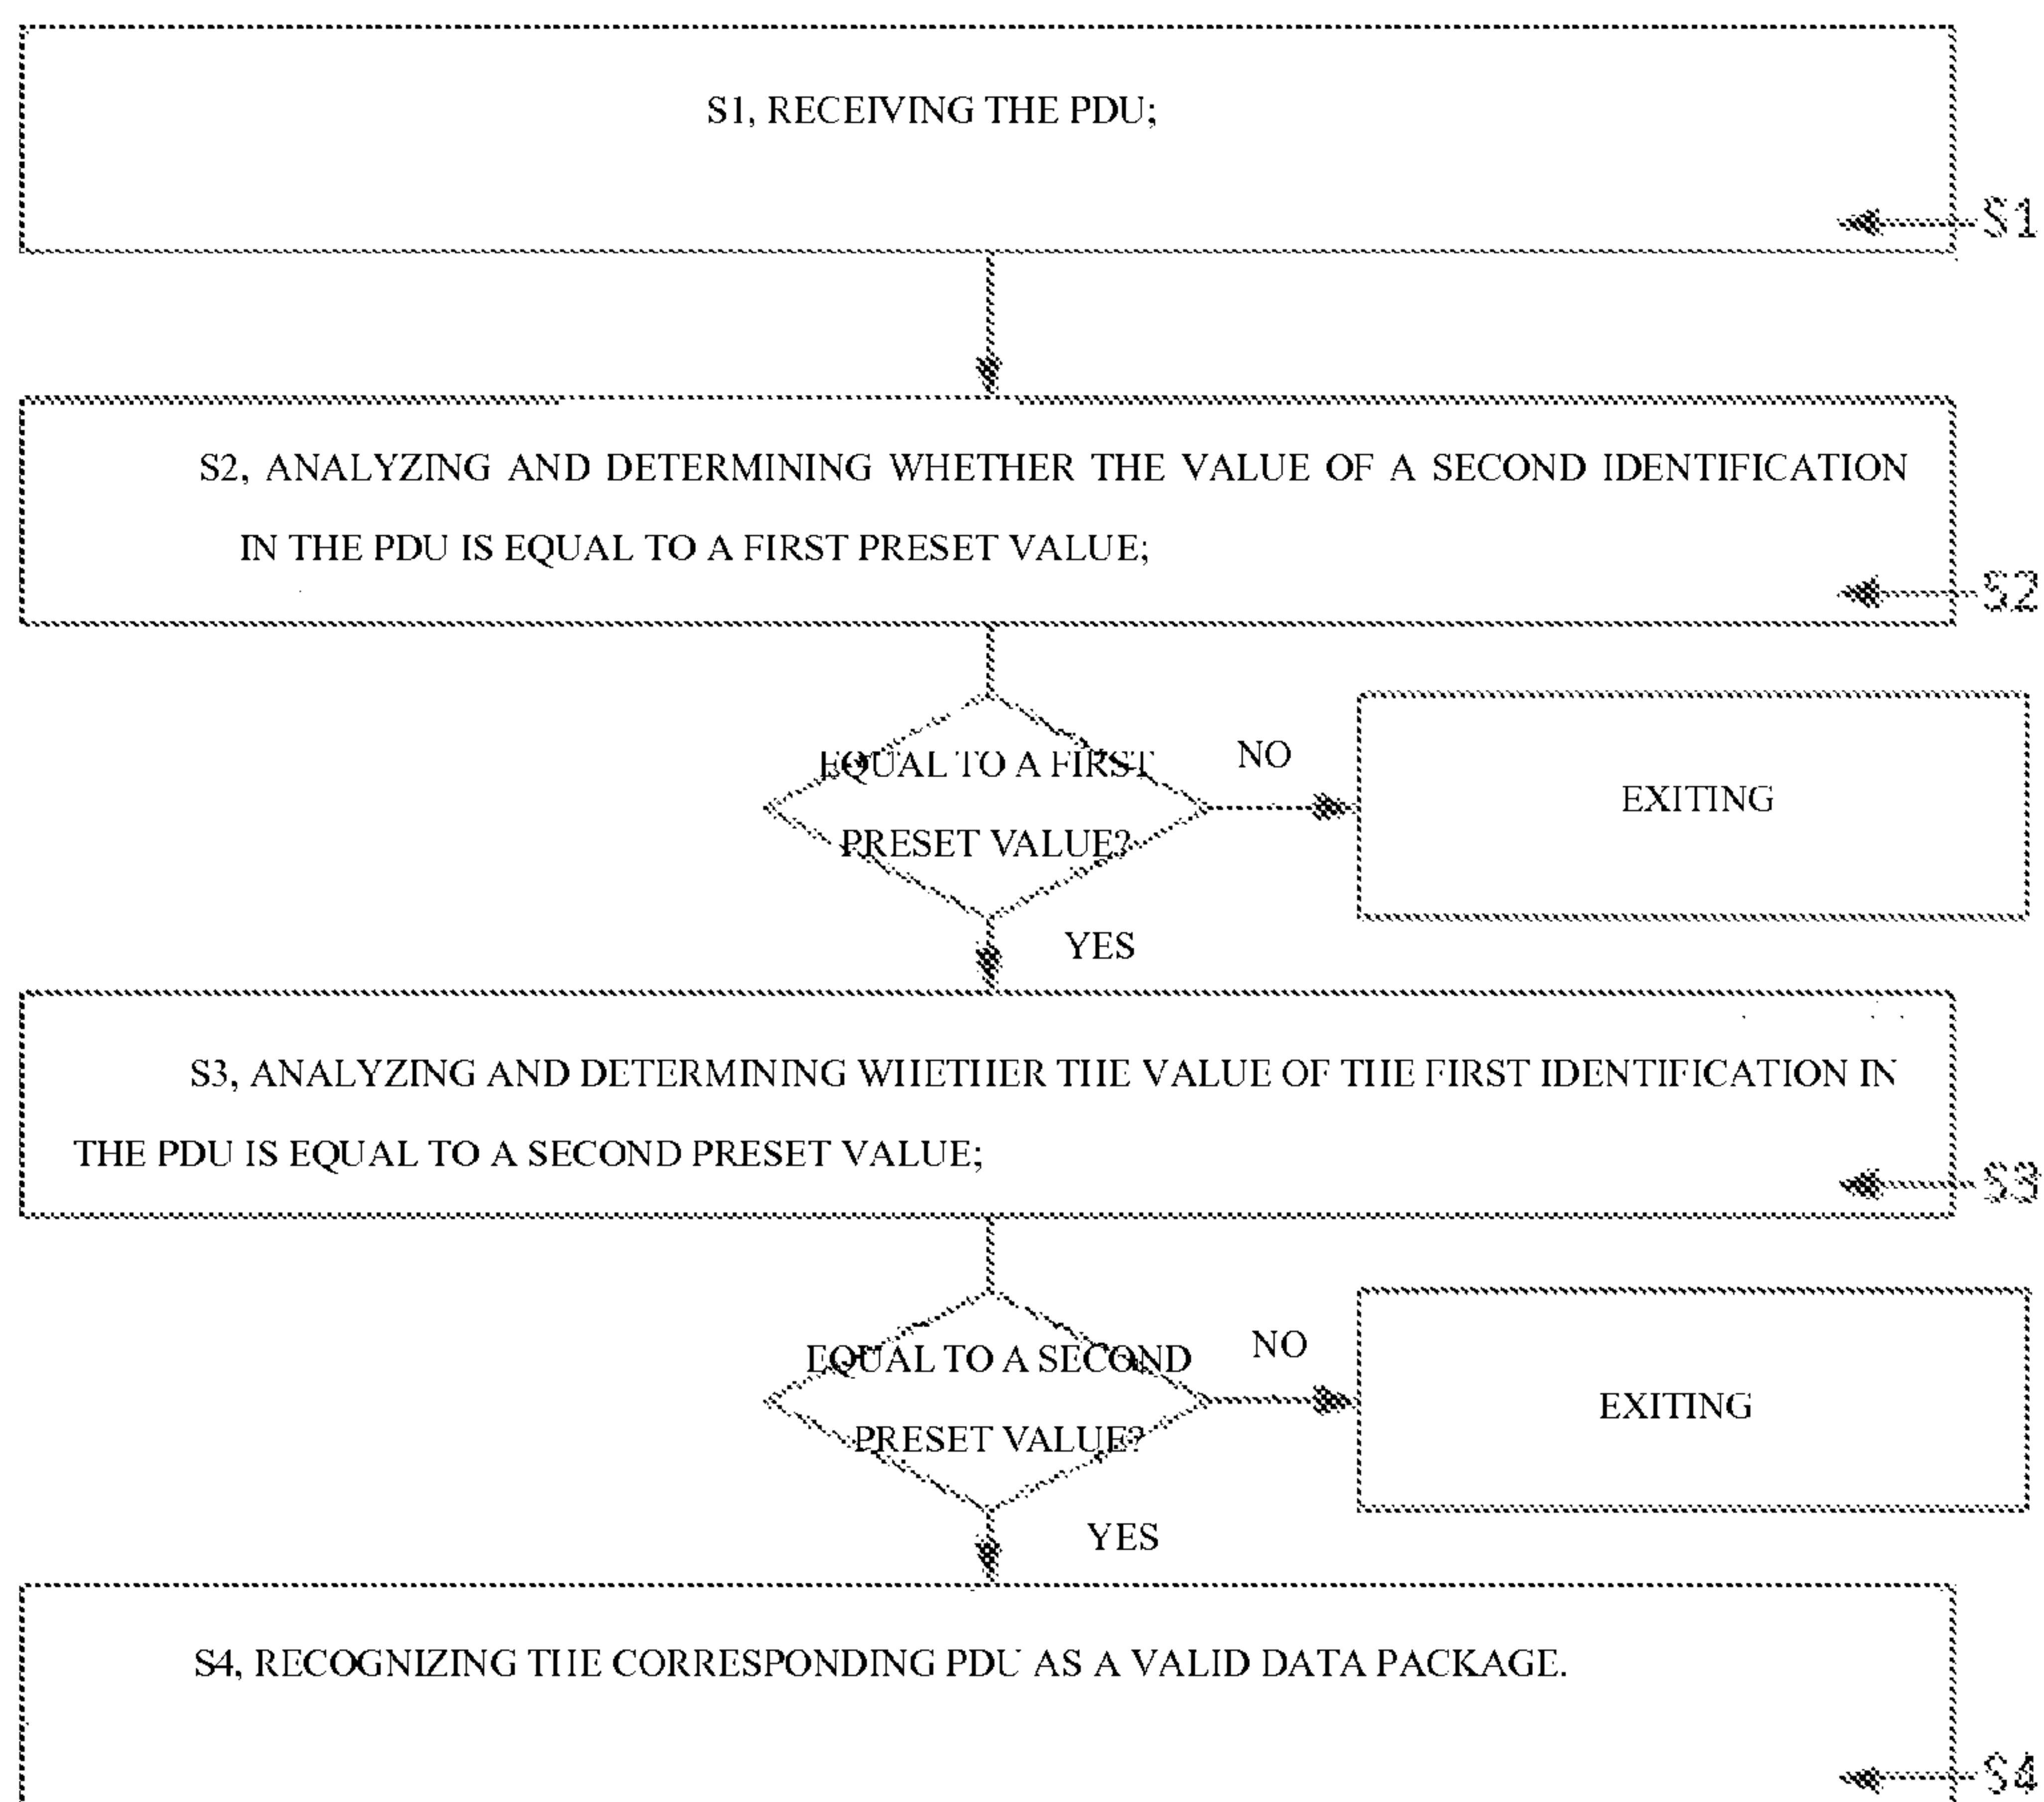 S1, RECEIVING THE PDU;
S1
S2, ANALYZING AND DETERMINING WHETHER THE VALUE OF A SECOND IDENTIFICATION
IN THE PDU IS EQUAL TO A FIRST PRESET VALUE;
S2
EQUAL TO A FIRST
PRESET VALUE?
NO
EXITING
YES
S3, ANALYZING AND DETERMINING WHETHER THE VALUE OF THE FIRST IDENTIFICATION IN
THE PDU IS EQUAL TO A SECOND PRESET VALUE;
S3
EQUAL TO A SECOND
PRESET VALUE?
NO
EXITING
YES
S4, RECOGNIZING THE CORRESPONDING PDU AS A VALID DATA PACKAGE.
S4